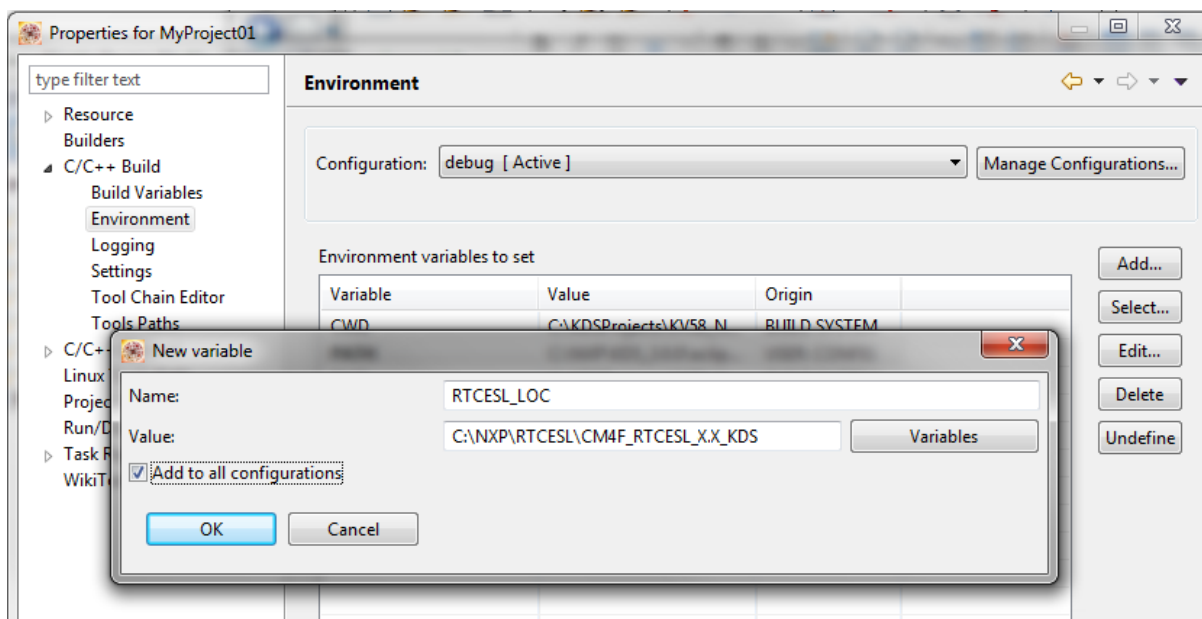 Properties for MyProject01
type filter text
Resource
Builders
C/C++ Build
Build Variables
Environment
Logging
Settings
Tool Chain Editor
Tools Paths
C/C+
Linux
Projec
Run/D
Task R
WikiTe
Environment
Configuration: debug [ Active ] Manage Configurations...
Environment variables to set
Variable Value Origin
CWD C:\KDSProjects\KV58_N... BUILD SYSTEM
Add...
Select...
Edit...
Delete
Undefine
New variable
Name: RTCESL_LOC
Value: C:\NXP\RTCESL\CM4F_RTCESL_X.X_KDS Variables
Add to all configurations
OK Cancel